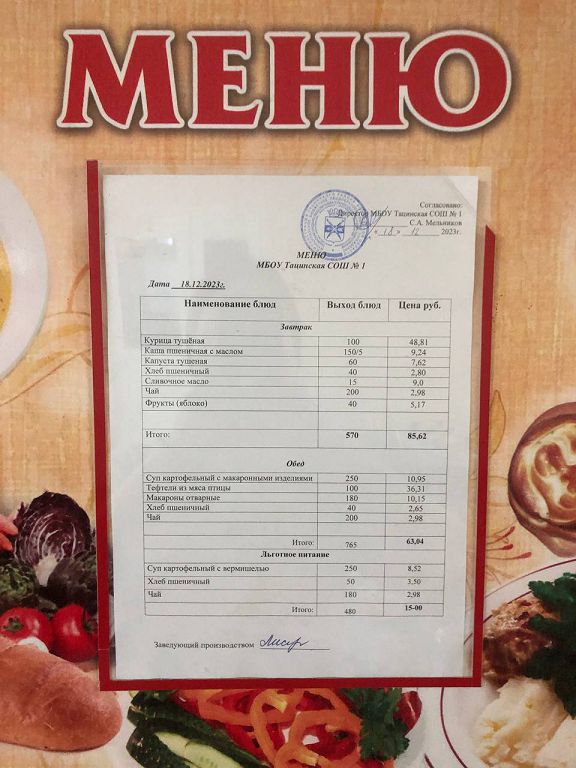 МЕНЮ
Согласовано:
Директор МБОУ Тацинская СОШ № 1
С.А. Мельников
«18» 12 2023г.
МЕНЮ
МБОУ Тацинская СОШ № 1
Дата 18.12.2023г.
Наименование блюд Выход блюд Цена руб.
Завтрак
Курица тушёная 100 48,81
Каша пшеничная с маслом 150/5 9,24
Капуста тушеная 60 7,62
Хлеб пшеничный 40 2,80
Сливочное масло 15 9,0
Чай 200 2,98
Фрукты (яблоко) 40 5,17
Итого: 570 85,62
Обед
Суп картофельный с макаронными изделиями 250 10,95
Тефтели из мяса птицы 100 36,31
Макароны отварные 180 10,15
Хлеб пшеничный 40 2,65
Чай 200 2,98
Итого: 765 63,04
Льготное питание
Суп картофельный с вермишелью 250 8,52
Хлеб пшеничный 50 3,50
Чай 180 2,98
Итого: 480 15-00
Заведующий производством